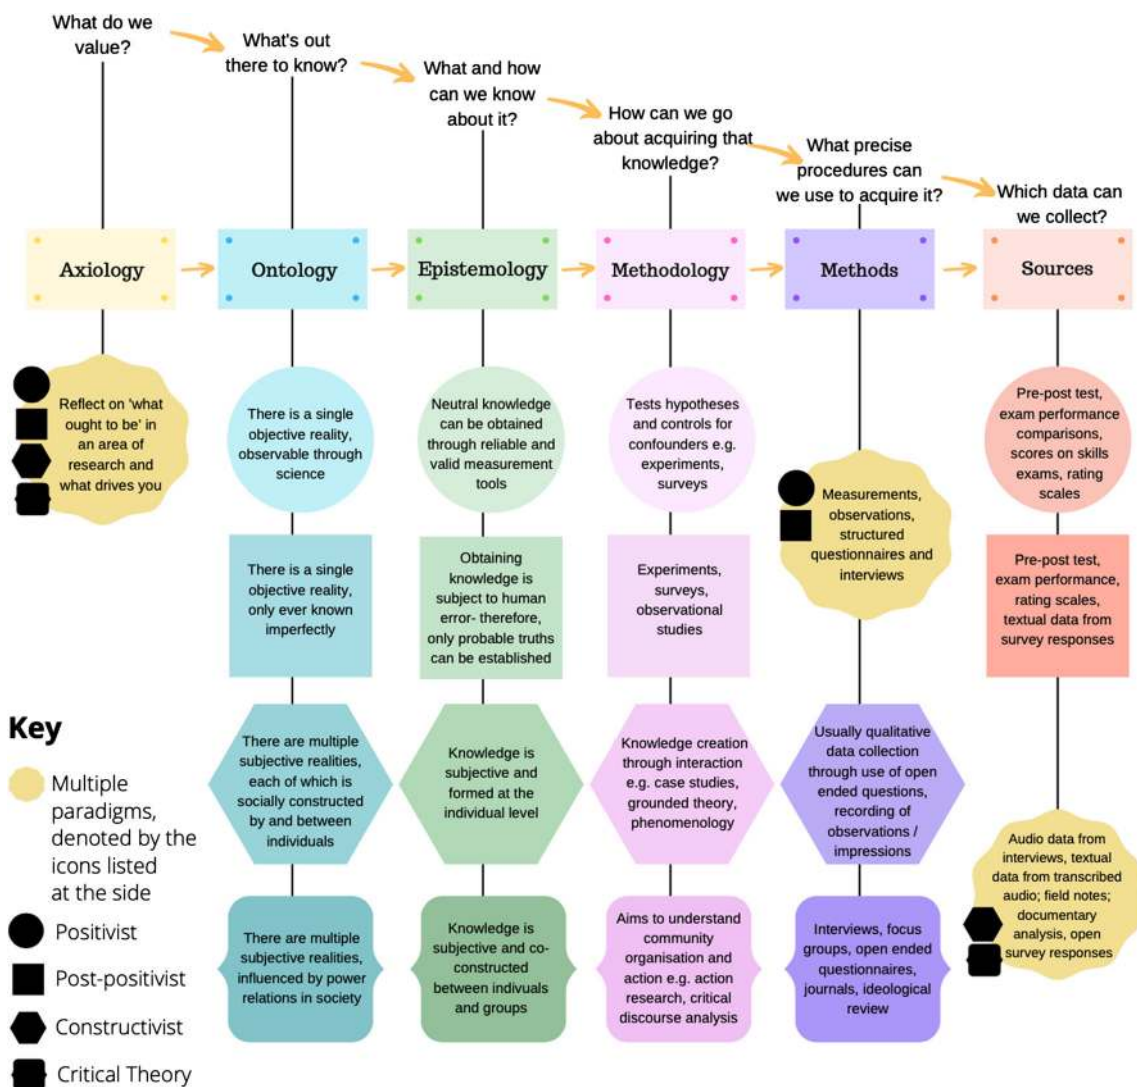 What do we
value?
What's out
there to know?
What and how
can we know
about it?
How can we go
about acquiring that
knowledge?
What precise
procedures can
we use to acquire it?
Which data can
we collect?
Axiology
Ontology
Epistemology
Methodology
Methods
Sources
Reflect on 'what
ought to be' in
an area of
research and
what drives you
There is a single
objective reality,
observable through
science
Neutral knowledge
can be obtained
through reliable and
valid measurement
tools
Tests hypotheses
and controls for
confounders e.g.
experiments,
surveys
Measurements,
observations,
structured
questionnaires and
interviews
Pre-post test,
exam performance
comparisons,
scores on skills
exams, rating
scales
There is a single
objective reality,
only ever known
imperfectly
Obtaining
knowledge is
subject to human
error- therefore,
only probable truths
can be established
Experiments,
surveys,
observational
studies
Pre-post test,
exam performance,
rating scales,
textual data from
survey responses
There are multiple
subjective realities,
each of which is
socially constructed
by and between
individuals
Knowledge is
subjective and
formed at the
individual level
Knowledge creation
through interaction
e.g. case studies,
grounded theory,
phenomenology
Usually qualitative
data collection
through use of open
ended questions,
recording of
observations /
impressions
There are multiple
subjective realities,
influenced by power
relations in society
Knowledge is
subjective and co-
constructed
between indivuals
and groups
Aims to understand
community
organisation and
action e.g. action
research, critical
discourse analysis
Interviews, focus
groups, open ended
questionnaires,
journals, ideological
review
Audio data from
interviews, textual
data from transcribed
audio; field notes;
documentary
analysis, open
survey responses
Key
Multiple
paradigms,
denoted by the
icons listed
at the side
Positivist
Post-positivist
Constructivist
Critical Theory